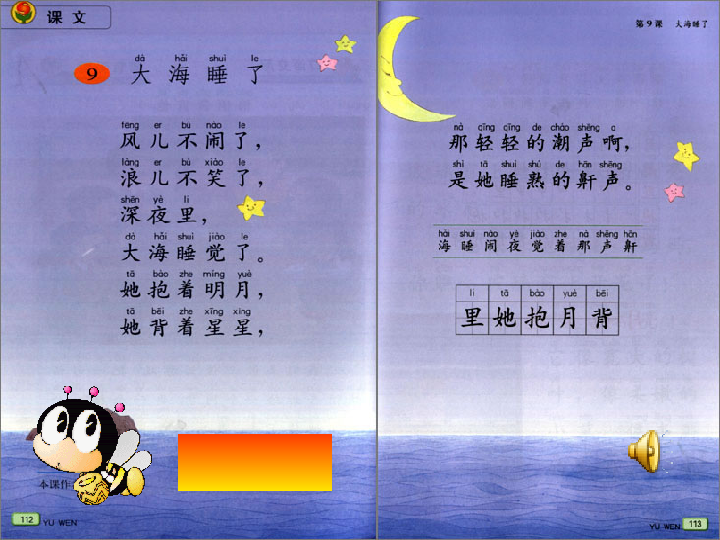 课文
dà hǎi shuì le
9 大海睡了
fēng er bù nào le
风儿不闹了，
làng er bù xiào le
浪儿不笑了，
shēn yè li
深夜里，
dà hǎi shuì jiào le
大海睡觉了。
tā bào zhe míng yuè
她抱着明月，
tā bēi zhe xīng xing
她背着星星，
本课作
112 YU WEN
第9课 大海睡了
nà qīng qīng de cháo shēng a
那轻轻的潮声啊，
shì tā shuì shú de hān shēng
是她睡熟的鼾声。
hǎi shuì nào yè jiào zhe nà shēng hān
海睡闹夜觉着那声鼾
li tā bào yuè bēi
里她抱月背
YU WEN 113